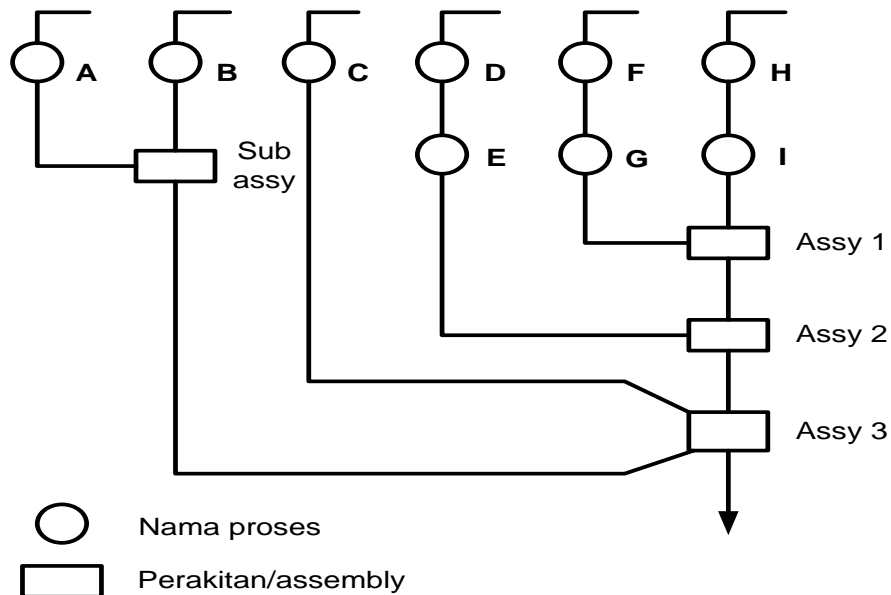 A
B
C
D
F
H
Sub
assy
E
G
I
Assy 1
Assy 2
Assy 3
Nama proses
Perakitan/assembly